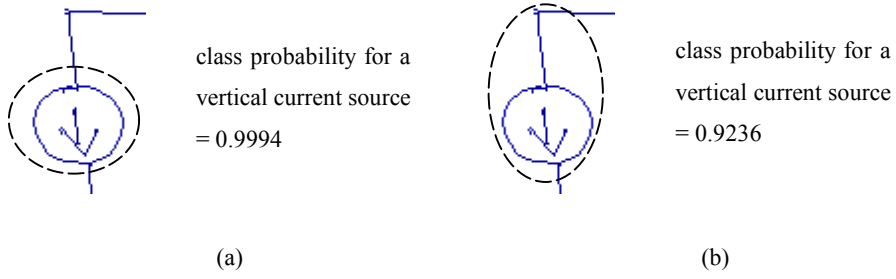 class probability for a
vertical current source
= 0.9994
class probability for a
vertical current source
= 0.9236
(a)
(b)